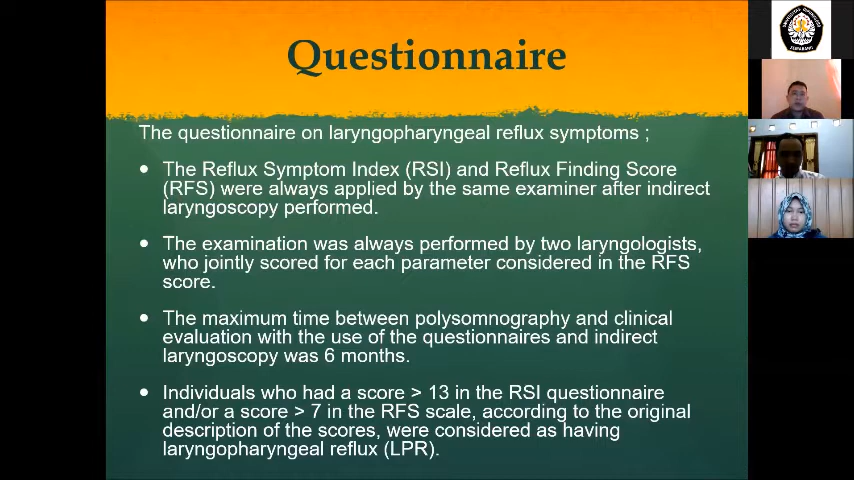 Questionnaire
The questionnaire on laryngopharyngeal reflux symptoms ;
• The Reflux Symptom Index (RSI) and Reflux Finding Score
(RFS) were always applied by the same examiner after indirect
laryngoscopy performed.
• The examination was always performed by two laryngologists,
who jointly scored for each parameter considered in the RFS
score.
• The maximum time between polysomnography and clinical
evaluation with the use of the questionnaires and indirect
laryngoscopy was 6 months.
• Individuals who had a score > 13 in the RSI questionnaire
and/or a score > 7 in the RFS scale, according to the original
description of the scores, were considered as having
laryngopharyngeal reflux (LPR).